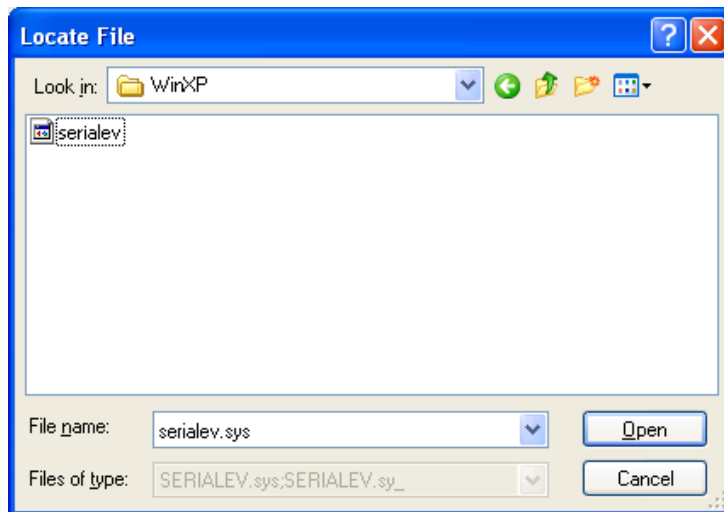 Locate File
Look in: WinXP
serialev
File name: serialev.sys Open
Files of type: SERIALEV.sys;SERIALEV.sy_ Cancel